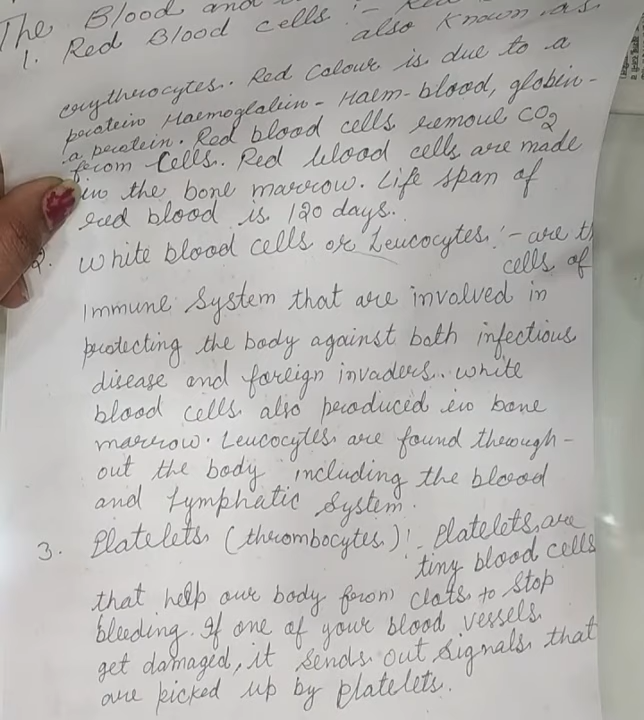 The Blood and
1. Red Blood cells :- Red
also known as
erythrocytes. Red Colour is due to a
protein Haemoglobin - Haem- blood, globin-
a protein. Red blood cells remove CO2
from cells. Red blood cells are made
in the bone marrow. Life span of
red blood is 120 days.
2. White blood cells or Leucocytes :- are th
cells of
Immune System that are involved in
protecting the body against both infectious
disease and foreign invaders. white
blood cells also produced in bone
marrow. Leucocytes are found through-
out the body including the blood
and Lymphatic System.
3. Platelets (thrombocytes) :- Platelets are
tiny blood cells
that help our body form clots to stop
bleeding. If one of your blood vessels
get damaged, it sends out signals that
are picked up by platelets.